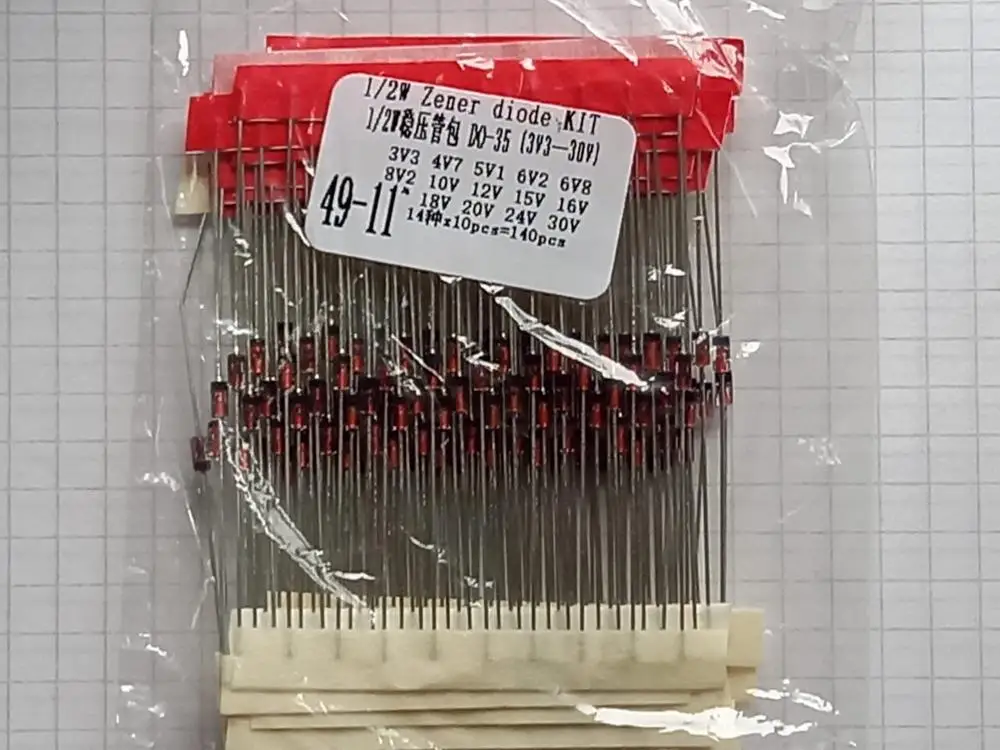 1/2W Zener diode KIT
1/2W稳压管包 DO-35 (3V3—30V)
3V3 4V7 5V1 6V2 6V8
8V2 10V 12V 15V 16V
18V 20V 24V 30V
49-11
14种x10pcs=140pcs